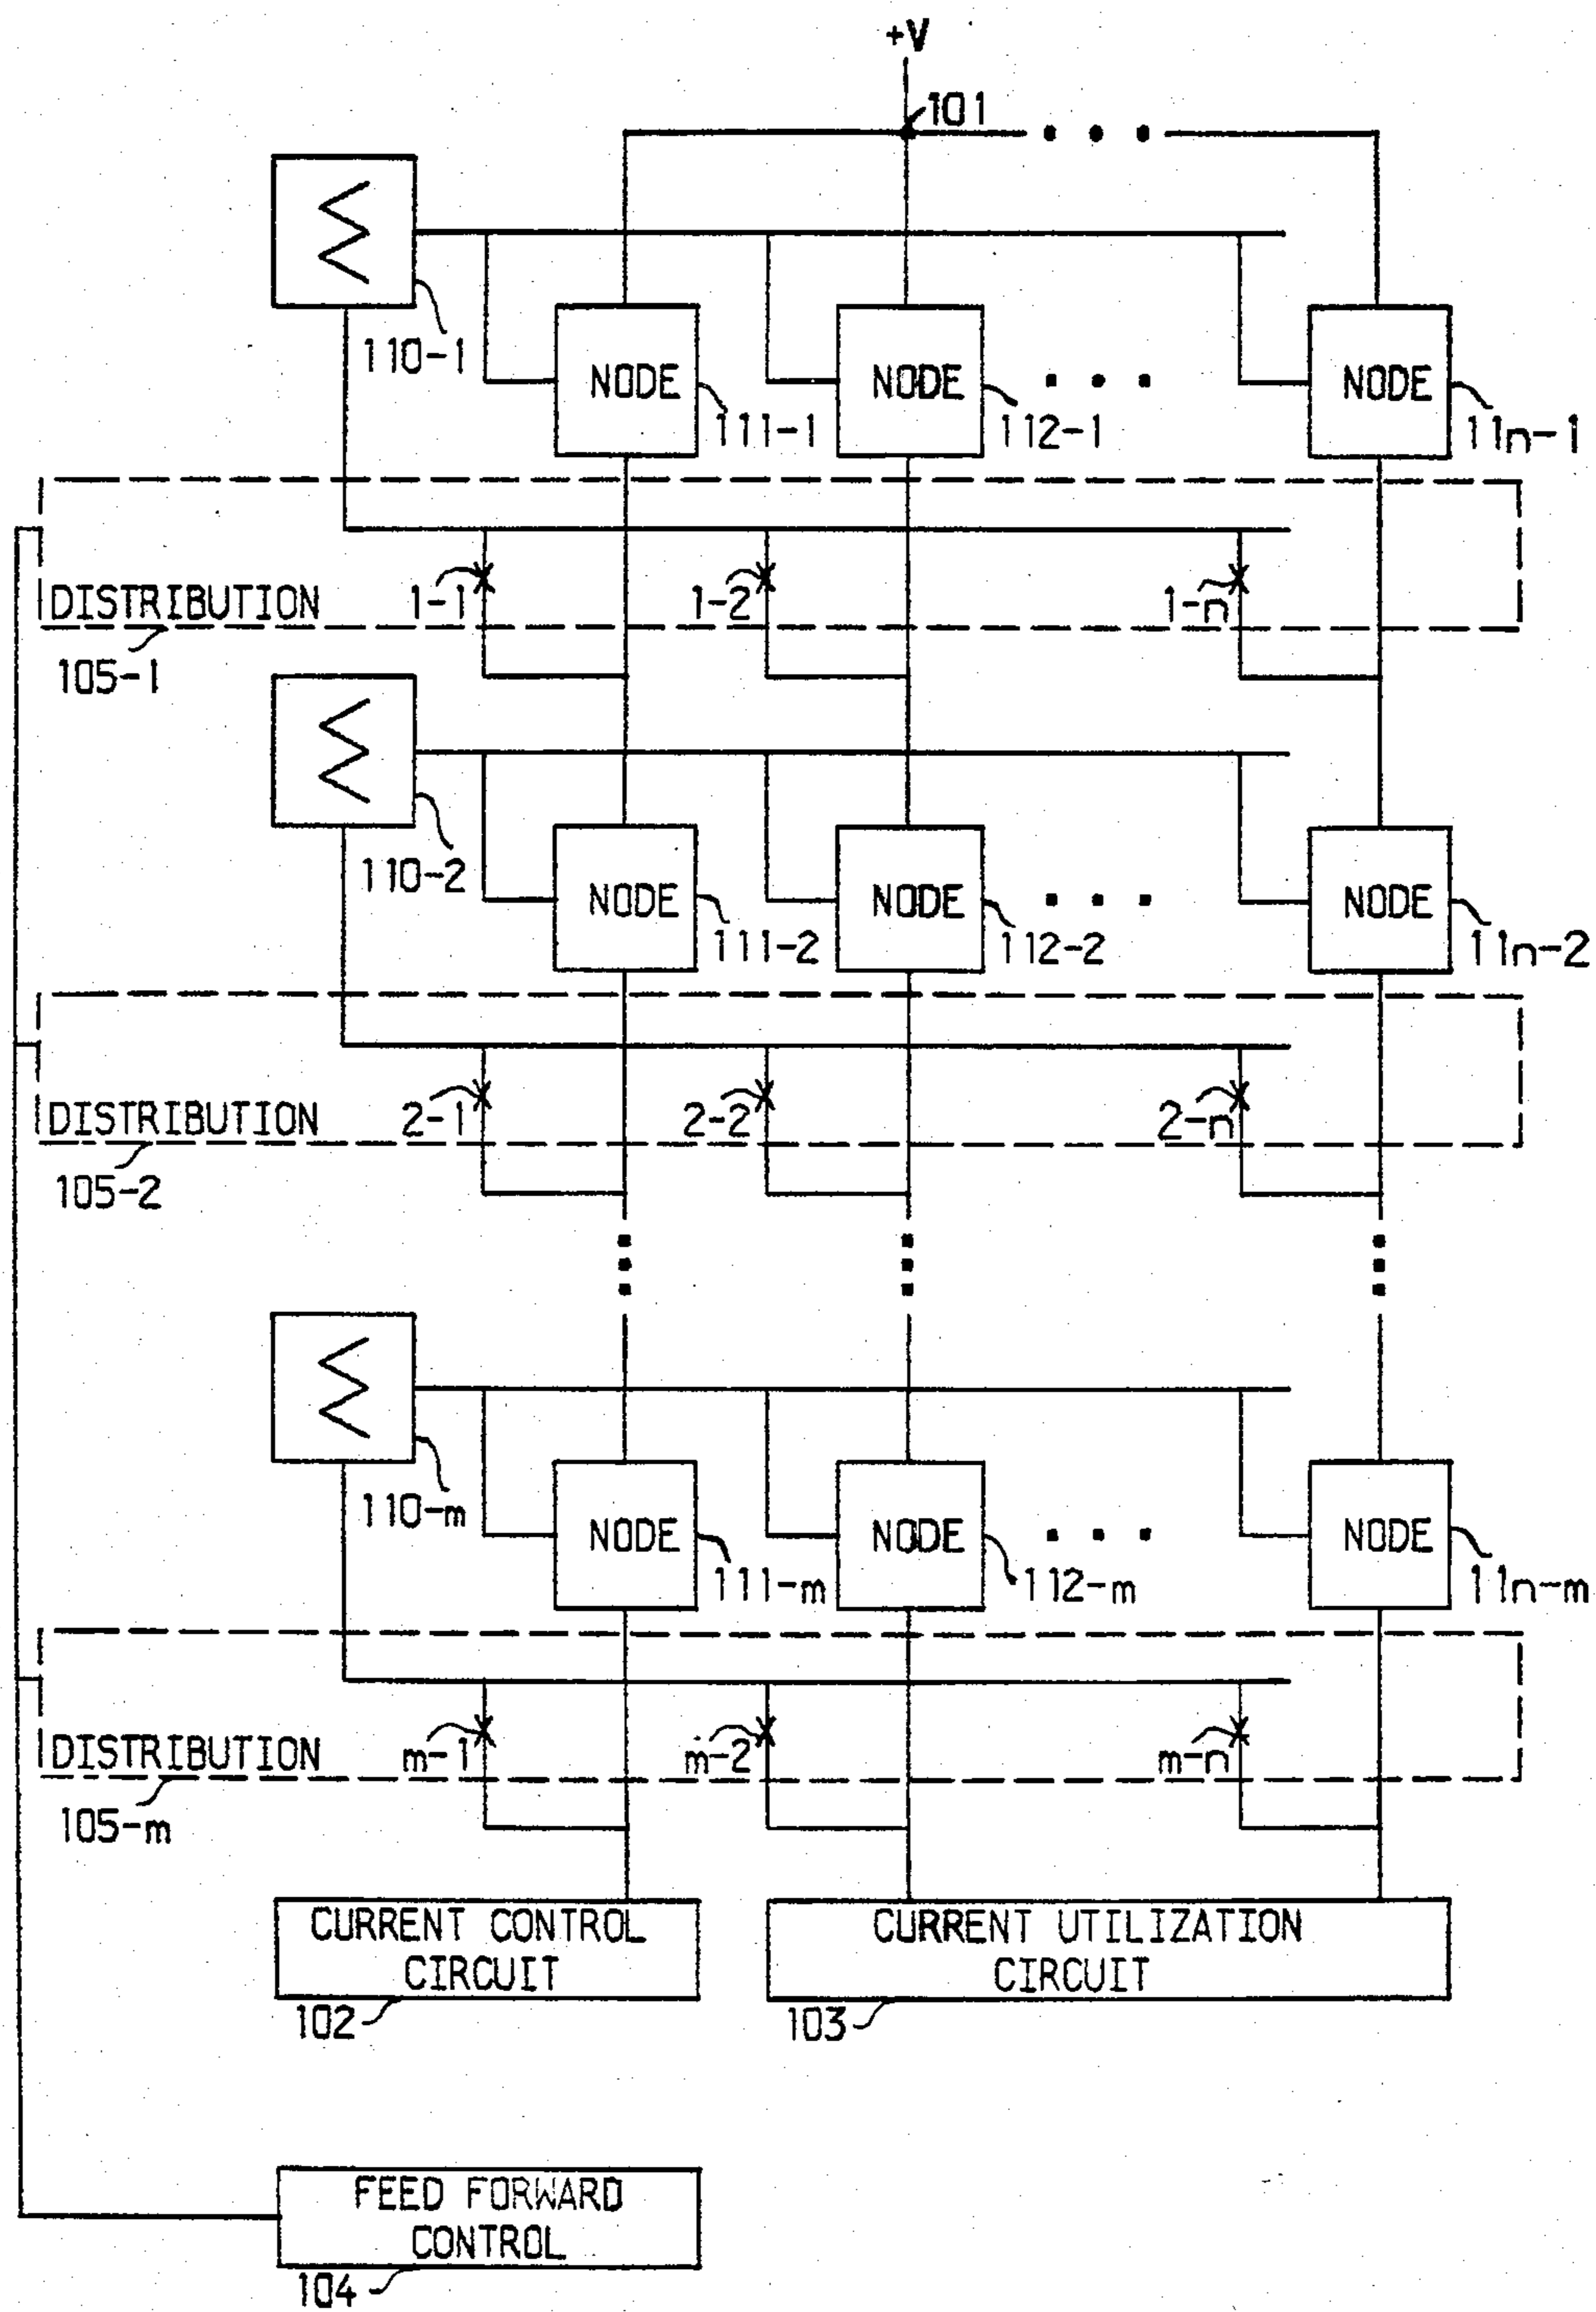 +V
101
110-1
NODE
NODE
NODE
111-1
112-1
11n-1
1-1
1-2
1-n
DISTRIBUTION
105-1
110-2
NODE
NODE
NODE
111-2
112-2
11n-2
2-1
2-2
2-n
DISTRIBUTION
105-2
110-m
NODE
NODE
NODE
111-m
112-m
11n-m
m-1
m-2
m-n
DISTRIBUTION
105-m
CURRENT CONTROL
CIRCUIT
CURRENT UTILIZATION
CIRCUIT
102
103
FEED FORWARD
CONTROL
104